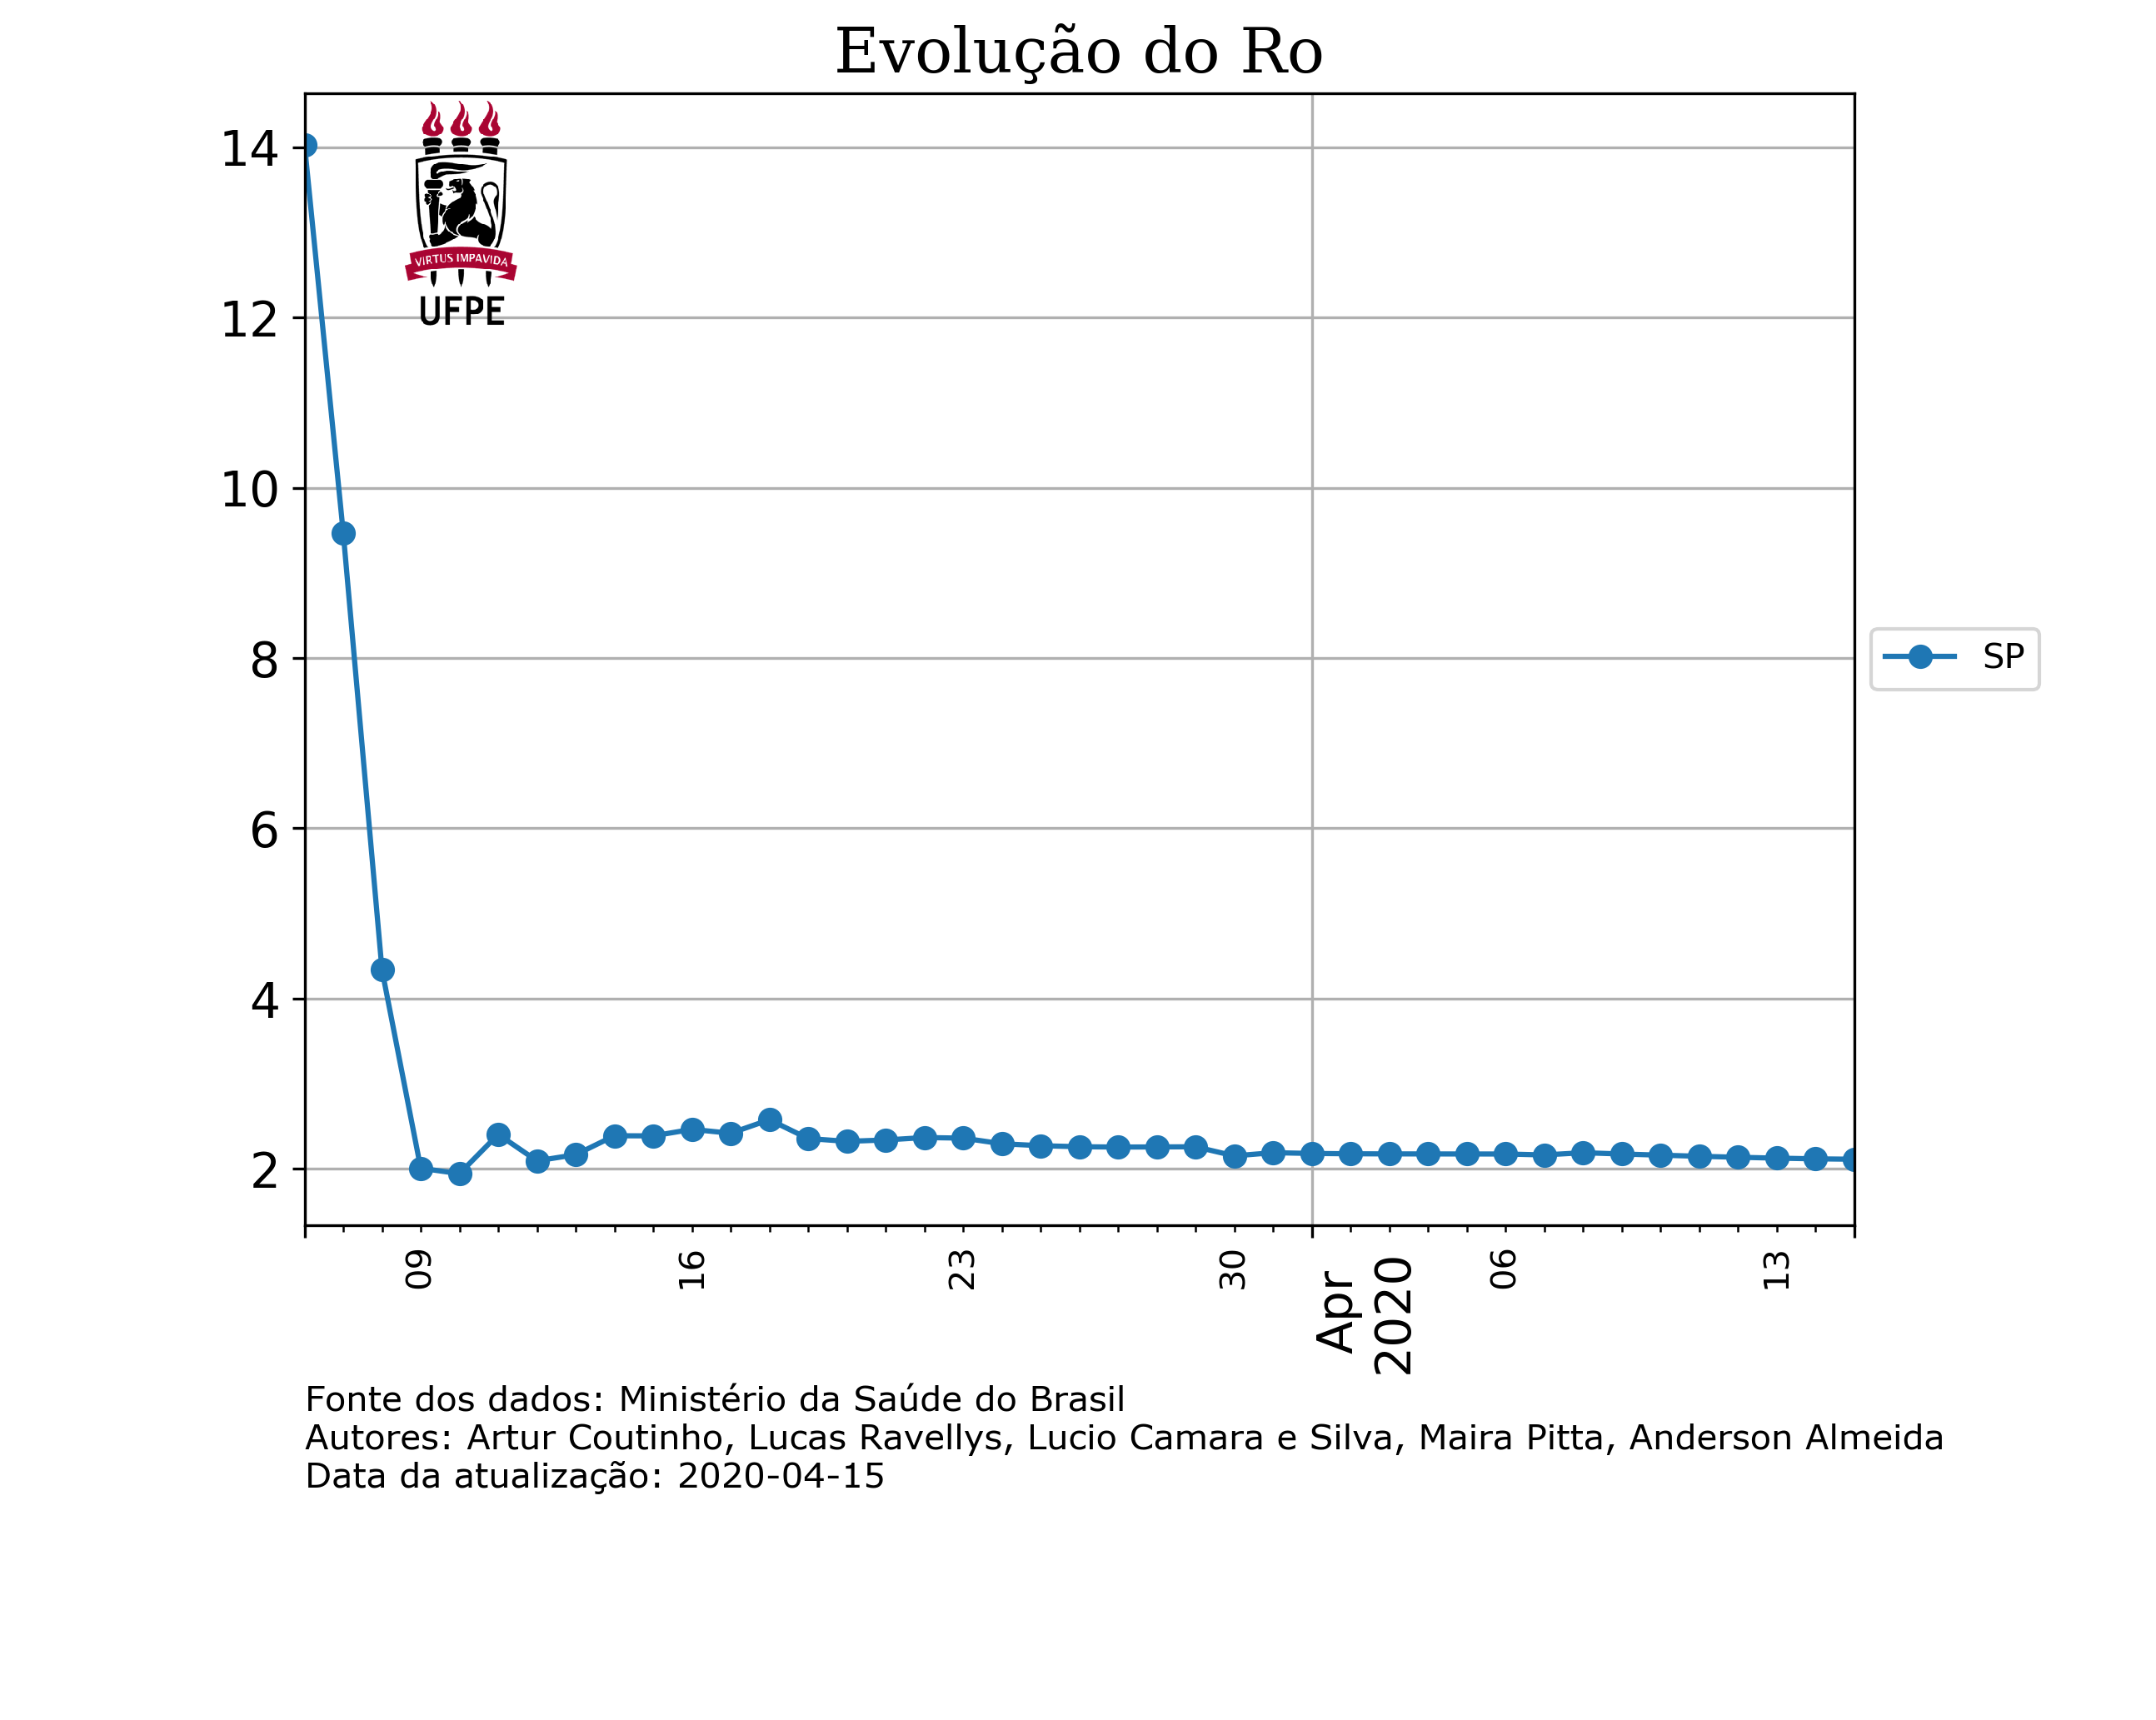 Evolução do Ro
14
12
10
8
6
4
2
VIRTUS IMPAVIDA
UFPE
SP
09
16
23
30
Apr
2020
06
13
Fonte dos dados: Ministério da Saúde do Brasil
Autores: Artur Coutinho, Lucas Ravellys, Lucio Camara e Silva, Maira Pitta, Anderson Almeida
Data da atualização: 2020-04-15